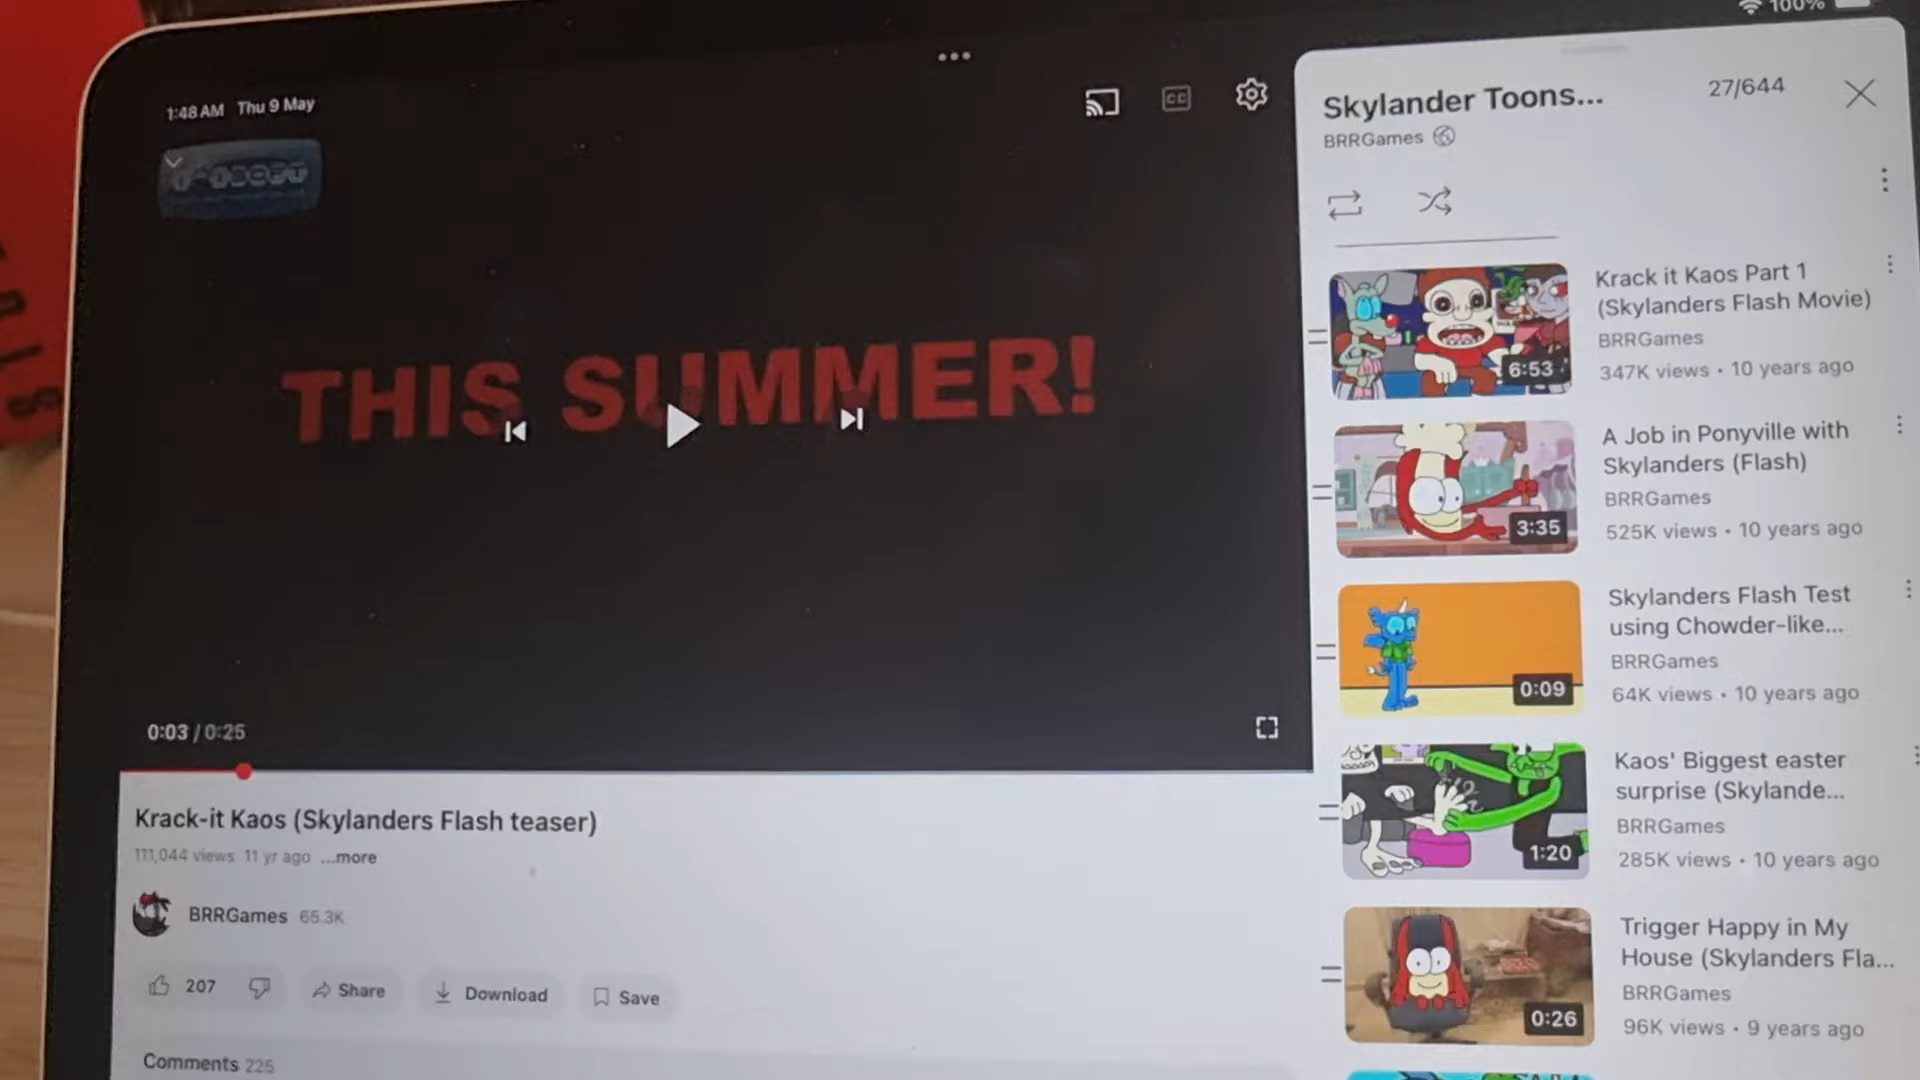 100%
1:48 AM Thu 9 May
THIS SUMMER!
0:03 / 0:25
Krack-it Kaos (Skylanders Flash teaser)
111,044 views 11 yr ago ...more
BRRGames 65.3K
207
Share
Download
Save
Comments 225
Skylander Toons...
27/644
BRRGames
Krack it Kaos Part 1
(Skylanders Flash Movie)
BRRGames
347K views • 10 years ago
6:53
A Job in Ponyville with
Skylanders (Flash)
BRRGames
525K views • 10 years ago
3:35
Skylanders Flash Test
using Chowder-like...
BRRGames
64K views • 10 years ago
0:09
Kaos' Biggest easter
surprise (Skylande...
BRRGames
285K views • 10 years ago
1:20
Trigger Happy in My
House (Skylanders Fla...
BRRGames
96K views • 9 years ago
0:26